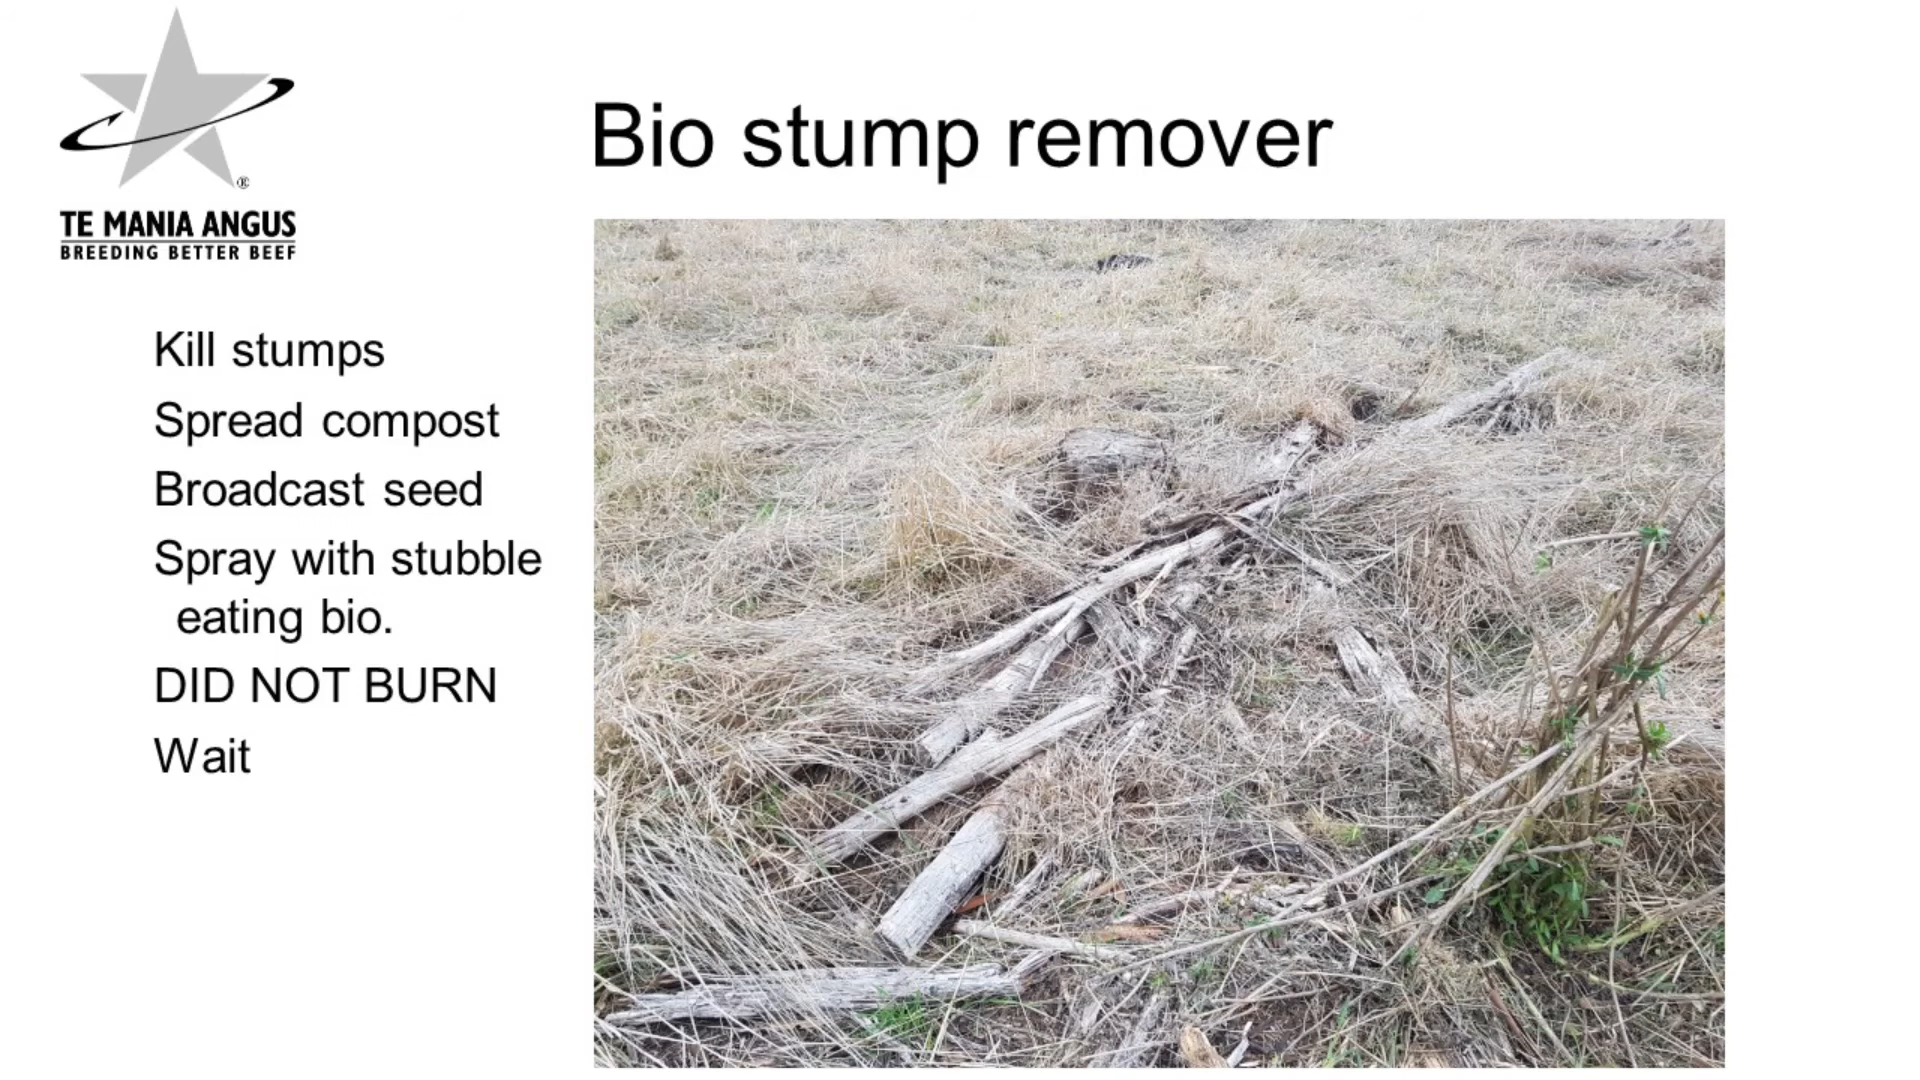 Bio stump remover
®
TE MANIA ANGUS
BREEDING BETTER BEEF
Kill stumps
Spread compost
Broadcast seed
Spray with stubble
eating bio.
DID NOT BURN
Wait